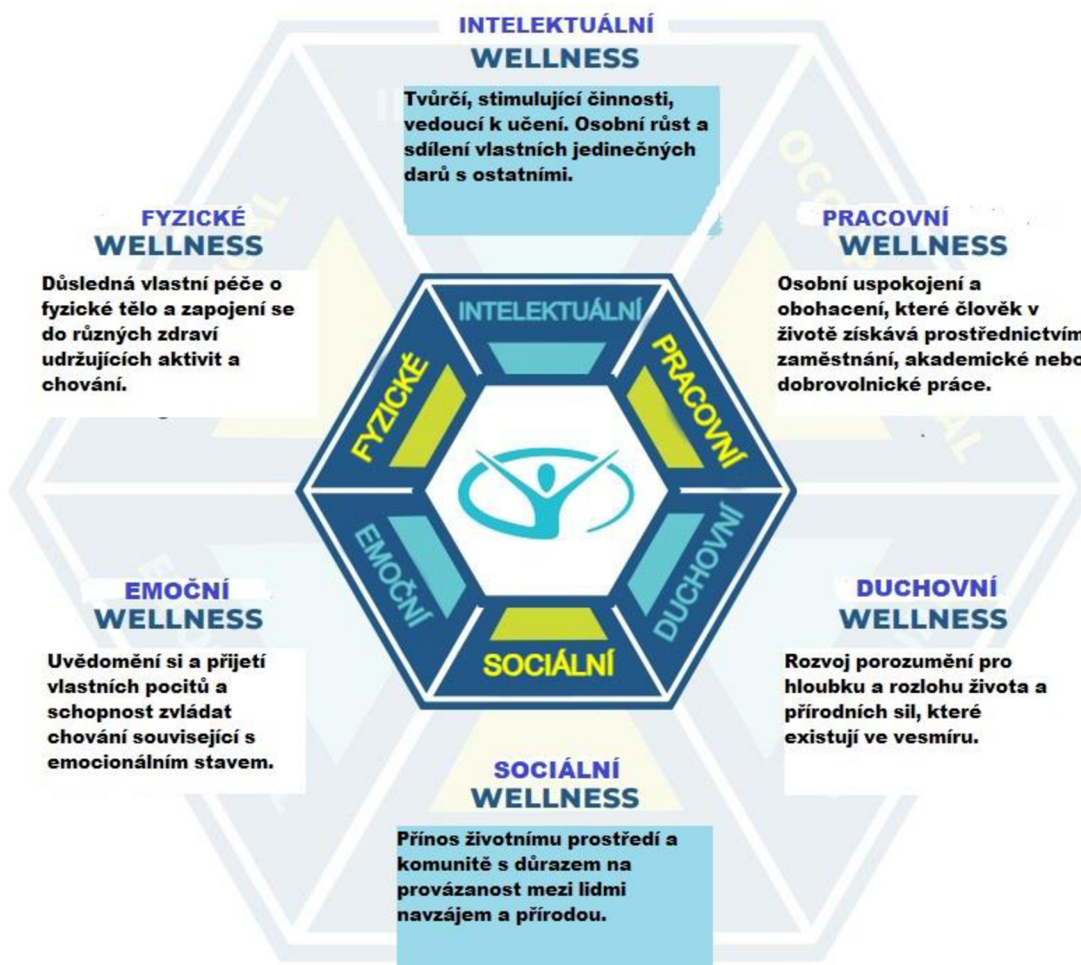 INTELEKTUÁLNÍ
WELLNESS
Tvůrčí, stimulující činnosti,
vedoucí k učení. Osobní růst a
sdílení vlastních jedinečných
darů s ostatními.
FYZICKÉ
WELLNESS
Důsledná vlastní péče o
fyzické tělo a zapojení se
do různých zdraví
udržujících aktivit a
chování.
PRACOVNÍ
WELLNESS
Osobní uspokojení a
obohacení, které člověk v
životě získává prostřednictvím
zaměstnání, akademické nebo
dobrovolnické práce.
INTELEKTUÁLNÍ
FYZICKÉ
PRACOVNÍ
EMOČNÍ
DUCHOVNÍ
SOCIÁLNÍ
EMOČNÍ
WELLNESS
Uvědomění si a přijetí
vlastních pocitů a
schopnost zvládat
chování související s
emocionálním stavem.
DUCHOVNÍ
WELLNESS
Rozvoj porozumění pro
hloubku a rozlohu života a
přírodních sil, které
existují ve vesmíru.
SOCIÁLNÍ
WELLNESS
Přínos životnímu prostředí a
komunitě s důrazem na
provázanost mezi lidmi
navzájem a přírodou.